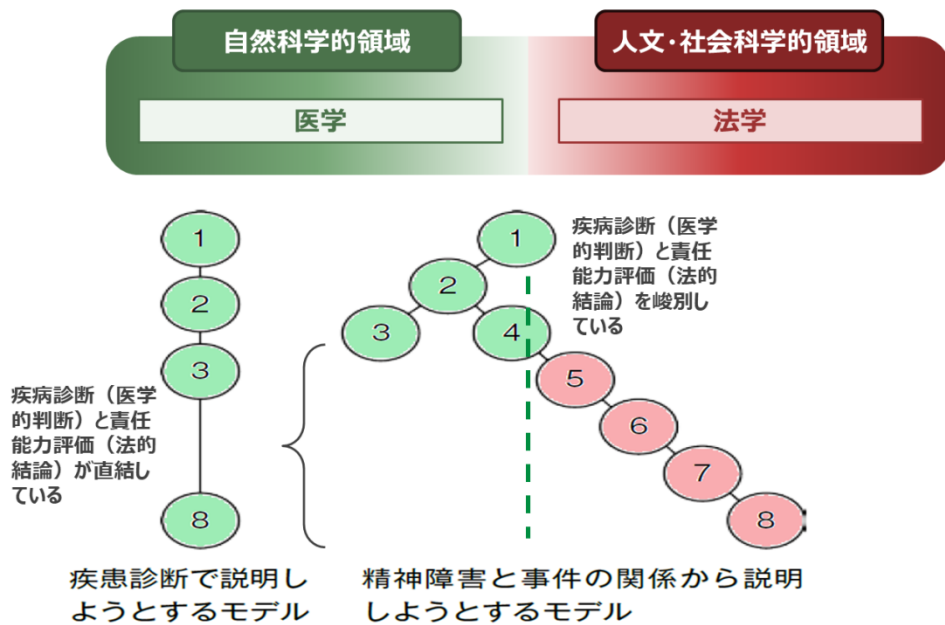 自然科学的領域
人文・社会科学的領域
医学
法学
1
2
3
8
疾病診断（医学
的判断）と責任
能力評価（法的
結論）が直結し
ている
疾患診断で説明し
ようとするモデル
1
2
3
4
5
6
7
8
疾病診断（医学
的判断）と責任
能力評価（法的
結論）を峻別し
ている
精神障害と事件の関係から説明
しようとするモデル